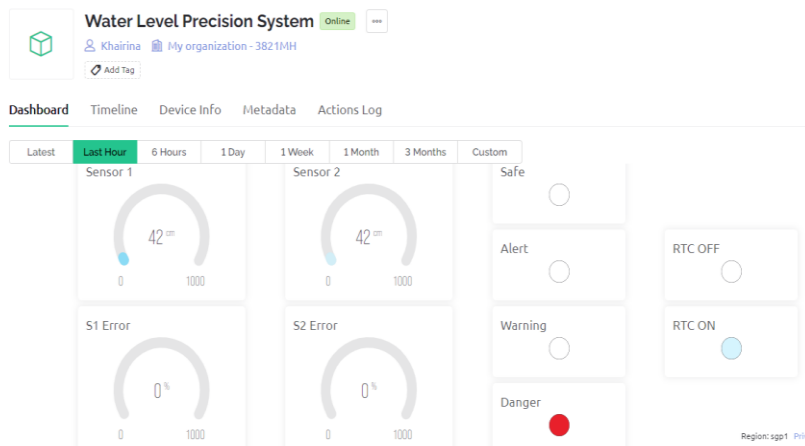 Water Level Precision System Online
Khairina My organization - 3821MH
Add Tag
Dashboard Timeline Device Info Metadata Actions Log
Latest Last Hour 6 Hours 1 Day 1 Week 1 Month 3 Months Custom
Sensor 1 Sensor 2 Safe
42 cm 42 cm
0 1000 0 1000
Alert RTC OFF
S1 Error S2 Error Warning RTC ON
0 % 0 %
0 1000 0 1000
Danger
Region: sgp1